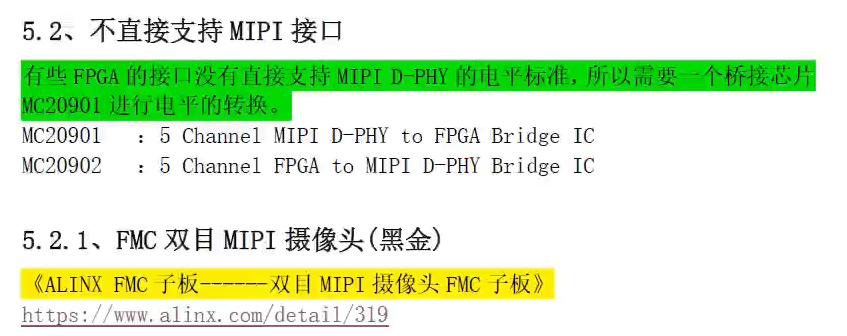 5.2、不直接支持 MIPI 接口
有些 FPGA 的接口没有直接支持 MIPI D-PHY 的电平标准，所以需要一个桥接芯片
MC20901 进行电平的转换。
MC20901 ：5 Channel MIPI D-PHY to FPGA Bridge IC
MC20902 ：5 Channel FPGA to MIPI D-PHY Bridge IC
5.2.1、FMC 双目 MIPI 摄像头(黑金)
《ALINX FMC 子板------双目 MIPI 摄像头 FMC 子板》
https://www.alinx.com/detail/319